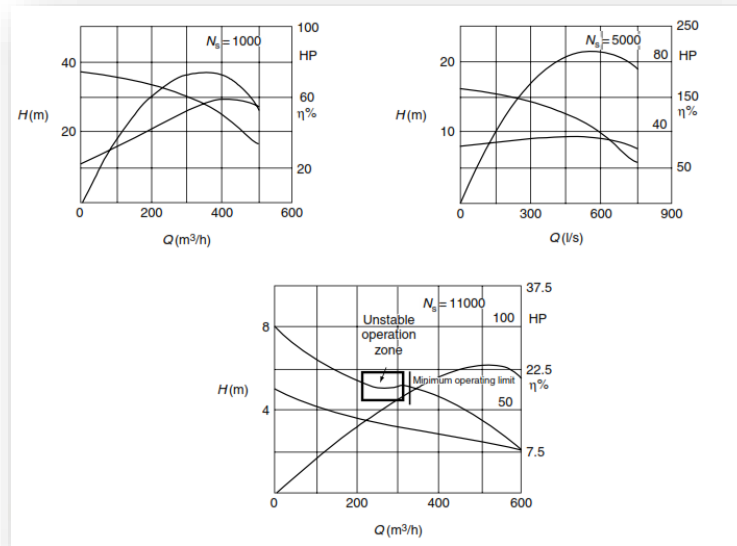 N_s = 1000
100
HP
40
60
η%
H(m)
20
20
0
200
400
600
Q(m³/h)
N_s = 5000
250
80
HP
20
150
η%
H(m)
10
40
50
0
300
600
900
Q(l/s)
37.5
N_s = 11000
100
HP
Unstable
operation
zone
8
Minimum operating limit
22.5
η%
H(m)
50
4
7.5
0
200
400
600
Q(m³/h)